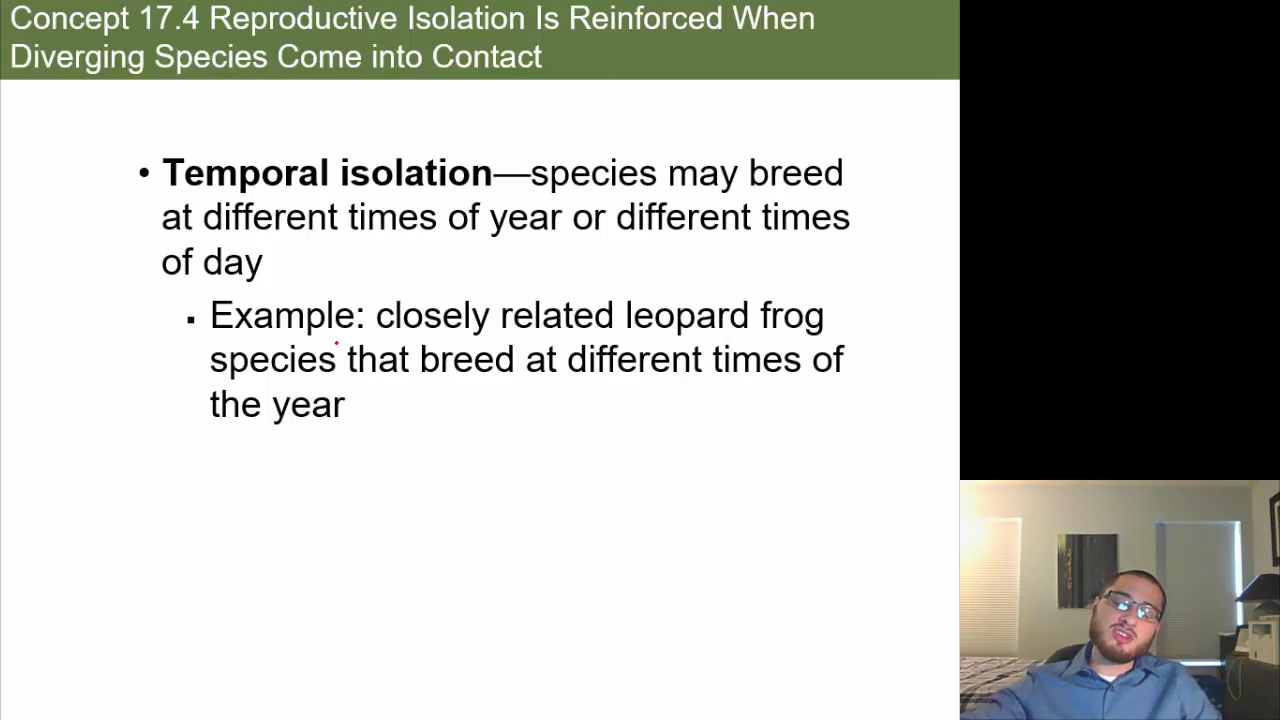 Concept 17.4 Reproductive Isolation Is Reinforced When
Diverging Species Come into Contact
• Temporal isolation—species may breed
at different times of year or different times
of day
▪ Example: closely related leopard frog
species that breed at different times of
the year